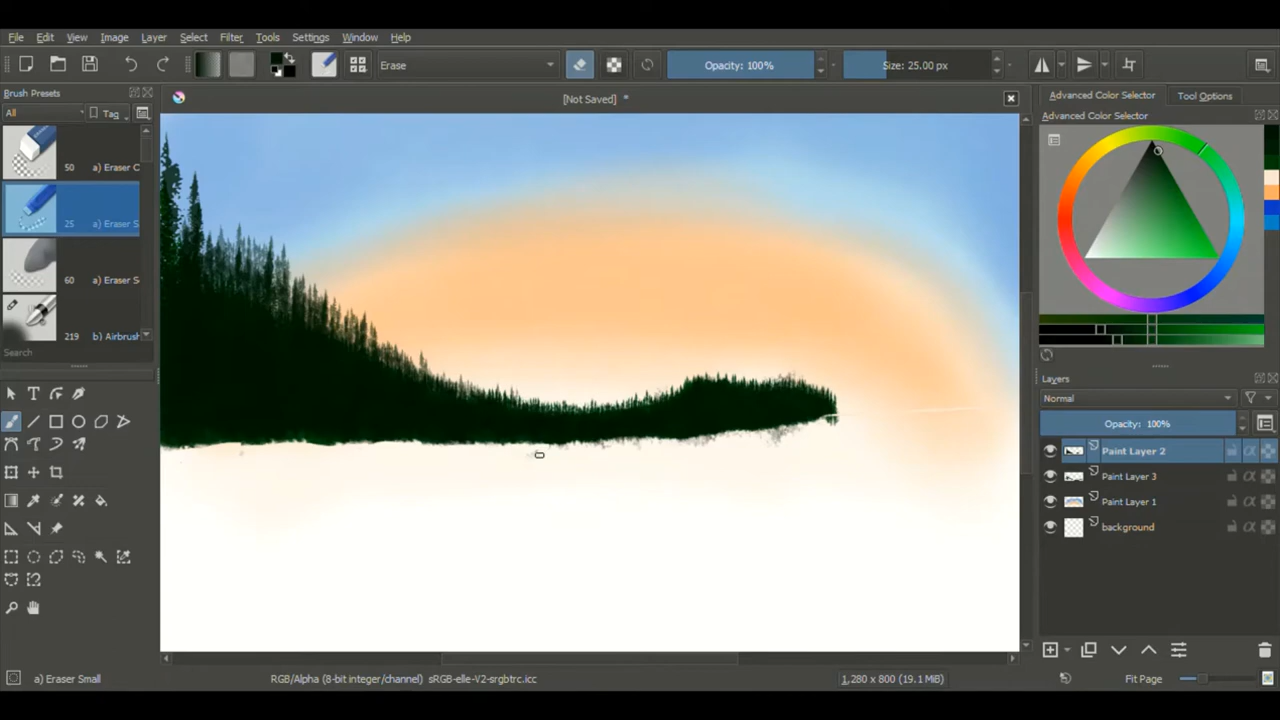 File Edit View Image Layer Select Filter Tools Settings Window Help
Erase Opacity: 100% Size: 25.00 px
Brush Presets [Not Saved] * Advanced Color Selector Tool Options
All Tag Advanced Color Selector
50 a) Eraser C
25 a) Eraser S
60 a) Eraser S
219 b) Airbrush
Search
Layers
Normal
Opacity: 100%
Paint Layer 2
Paint Layer 3
Paint Layer 1
background
a) Eraser Small RGB/Alpha (8-bit integer/channel) sRGB-elle-V2-srgbtrc.icc 1,280 x 800 (19.1 MiB) Fit Page